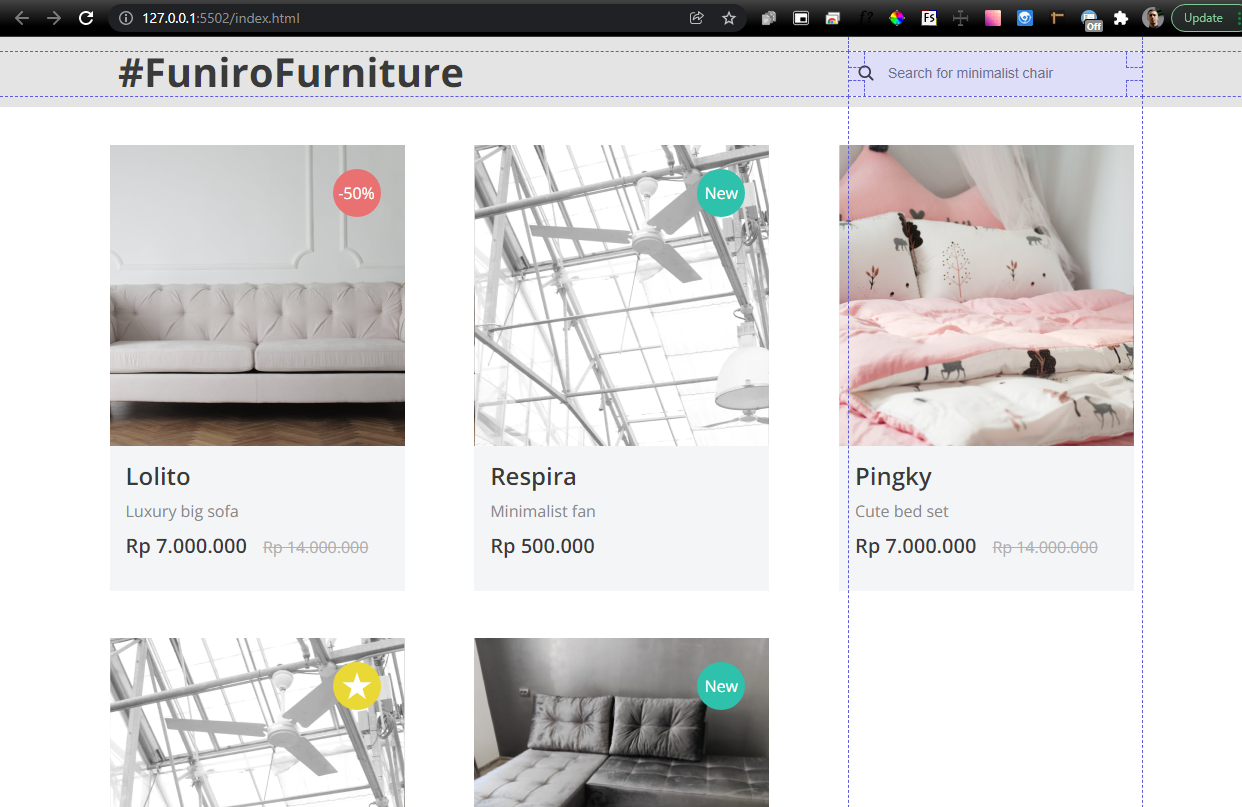 127.0.0.1:5502/index.html
f?
FS
Off
Update
#FuniroFurniture
Search for minimalist chair
-50%
New
Lolito
Luxury big sofa
Rp 7.000.000 Rp 14.000.000
Respira
Minimalist fan
Rp 500.000
Pingky
Cute bed set
Rp 7.000.000 Rp 14.000.000
New